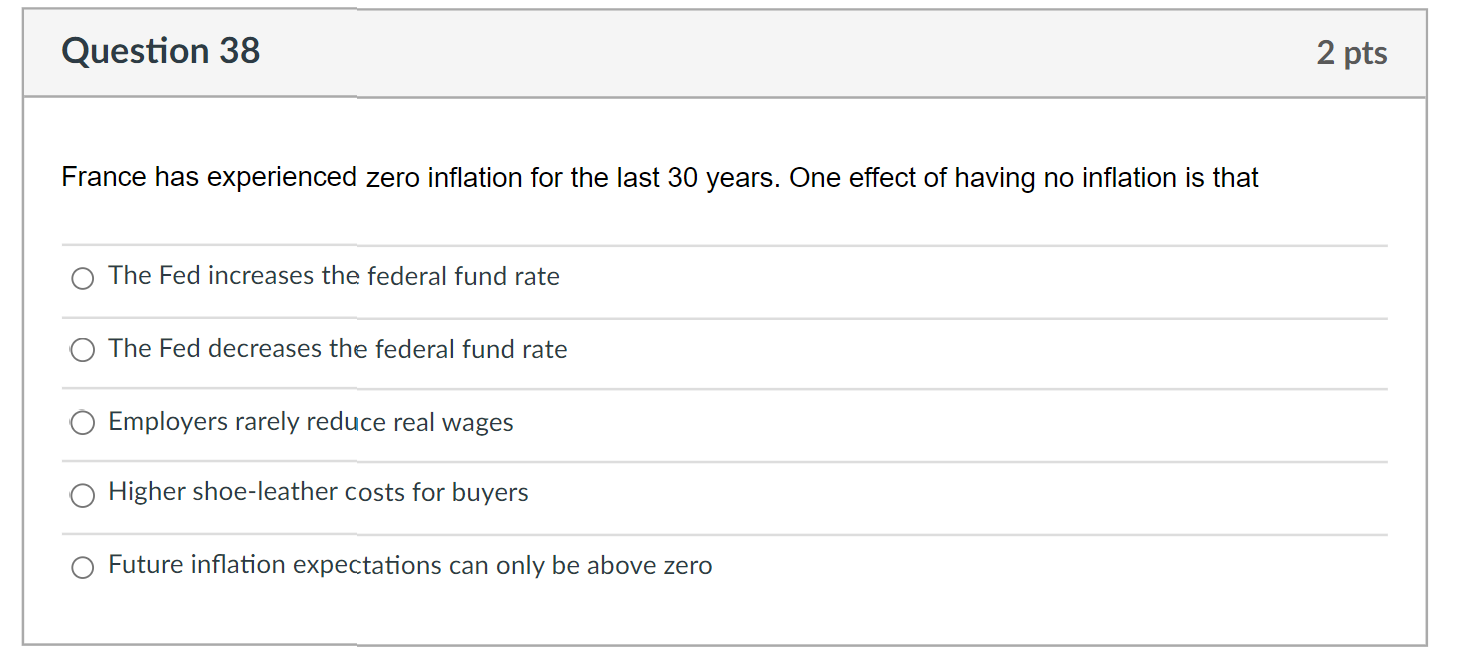 Question 38
2 pts
France has experienced zero inflation for the last 30 years. One effect of having no inflation is that
The Fed increases the federal fund rate
The Fed decreases the federal fund rate
Employers rarely reduce real wages
Higher shoe-leather costs for buyers
Future inflation expectations can only be above zero